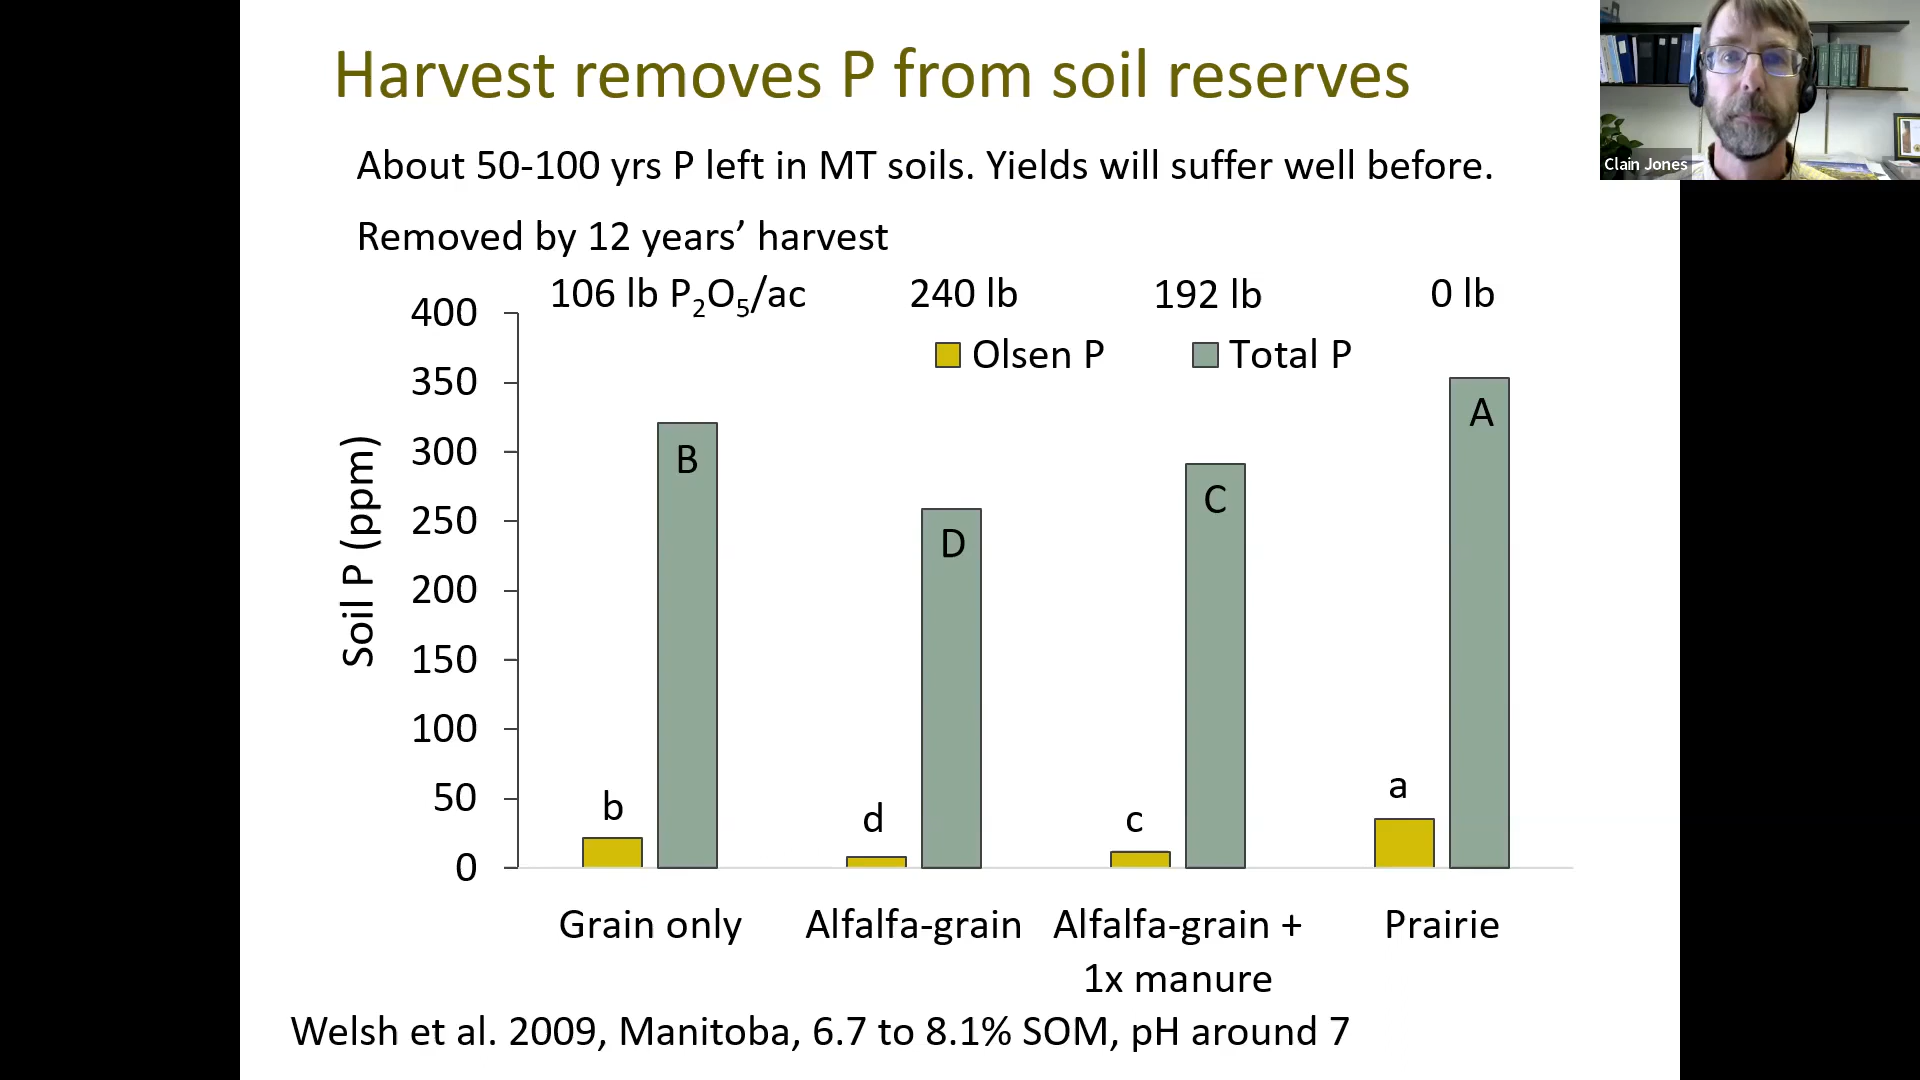 Harvest removes P from soil reserves
Clain Jones
About 50-100 yrs P left in MT soils. Yields will suffer well before.
Removed by 12 years’ harvest
106 lb P₂O₅/ac 240 lb 192 lb 0 lb
Olsen P Total P
Soil P (ppm)
400
350
300
250
200
150
100
50
0
b B d D c C a A
Grain only Alfalfa-grain Alfalfa-grain + Prairie
1x manure
Welsh et al. 2009, Manitoba, 6.7 to 8.1% SOM, pH around 7